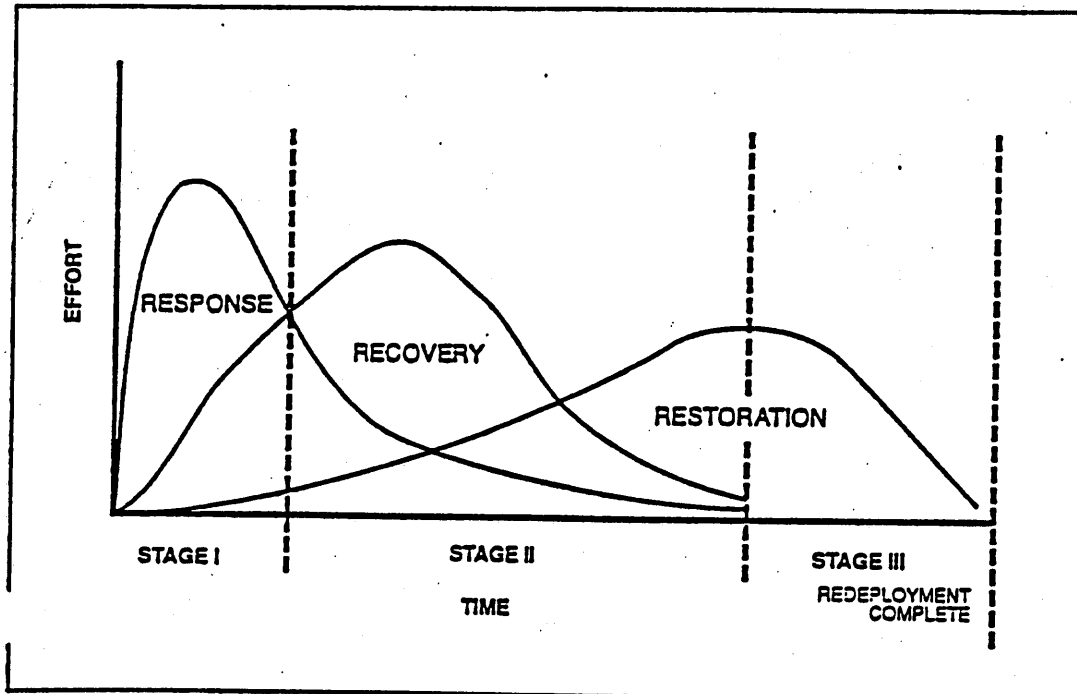 EFFORT
RESPONSE
RECOVERY
RESTORATION
STAGE I
STAGE II
STAGE III
TIME
REDEPLOYMENT
COMPLETE